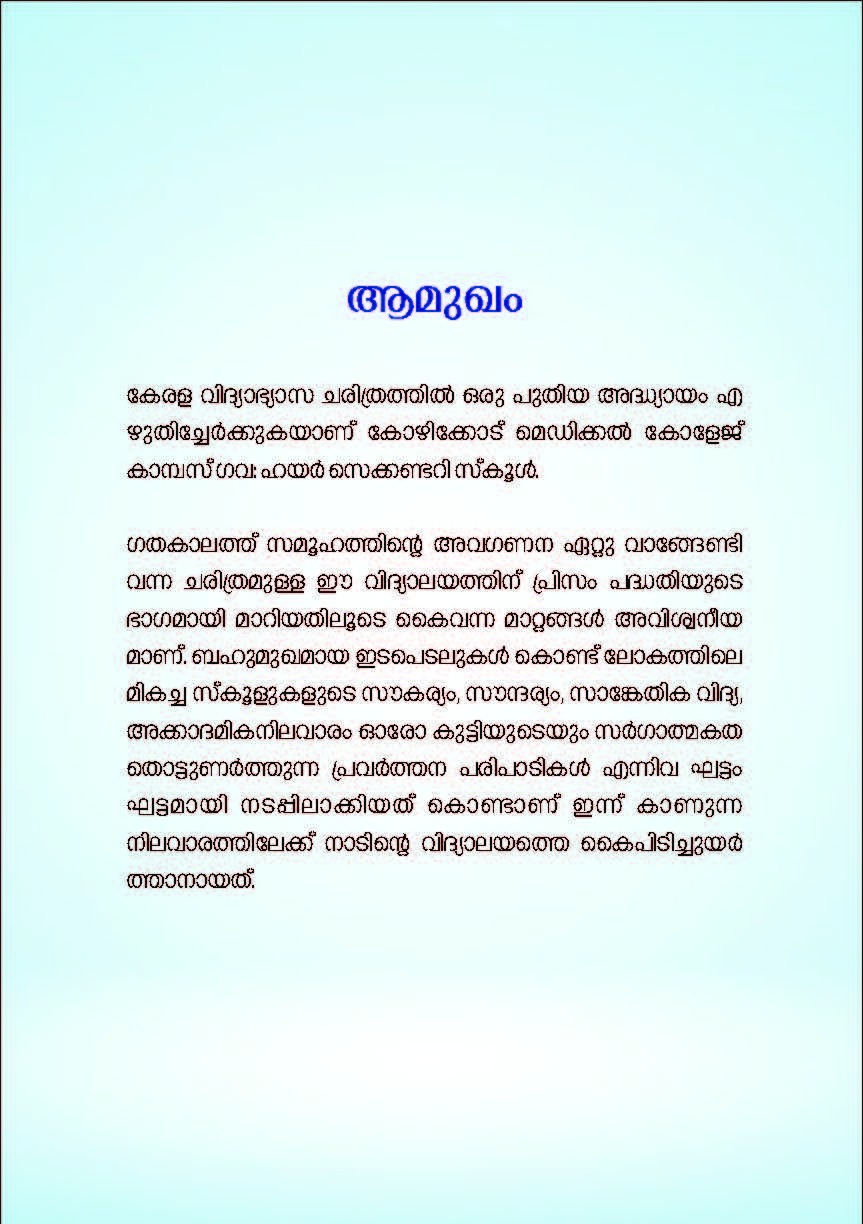 ആമുഖം
കേരള വിദ്യാഭ്യാസ ചരിത്രത്തിൽ ഒരു പുതിയ അദ്ധ്യായം എ
ഴുതിച്ചേർക്കുകയാണ് കോഴിക്കോട് മെഡിക്കൽ കോളേജ്
കാമ്പസ് ഗവ: ഹയർ സെക്കണ്ടറി സ്കൂൾ.
ഗതകാലത്ത് സമൂഹത്തിന്റെ അവഗണന ഏറ്റു വാങ്ങേണ്ടി
വന്ന ചരിത്രമുള്ള ഈ വിദ്യാലയത്തിന് പ്രിസം പദ്ധതിയുടെ
ഭാഗമായി മാറിയതിലൂടെ കൈവന്ന മാറ്റങ്ങൾ അവിശ്വനീയ
മാണ്. ബഹുമുഖമായ ഇടപെടലുകൾ കൊണ്ട് ലോകത്തിലെ
മികച്ച സ്കൂളുകളുടെ സൗകര്യം, സൗന്ദര്യം, സാങ്കേതിക വിദ്യ,
അക്കാദമികനിലവാരം ഓരോ കുട്ടിയുടെയും സർഗാത്മകത
തൊട്ടുണർത്തുന്ന പ്രവർത്തന പരിപാടികൾ എന്നിവ ഘട്ടം
ഘട്ടമായി നടപ്പിലാക്കിയത് കൊണ്ടാണ് ഇന്ന് കാണുന്ന
നിലവാരത്തിലേക്ക് നാടിന്റെ വിദ്യാലയത്തെ കൈപിടിച്ചുയർ
ത്താനായത്.